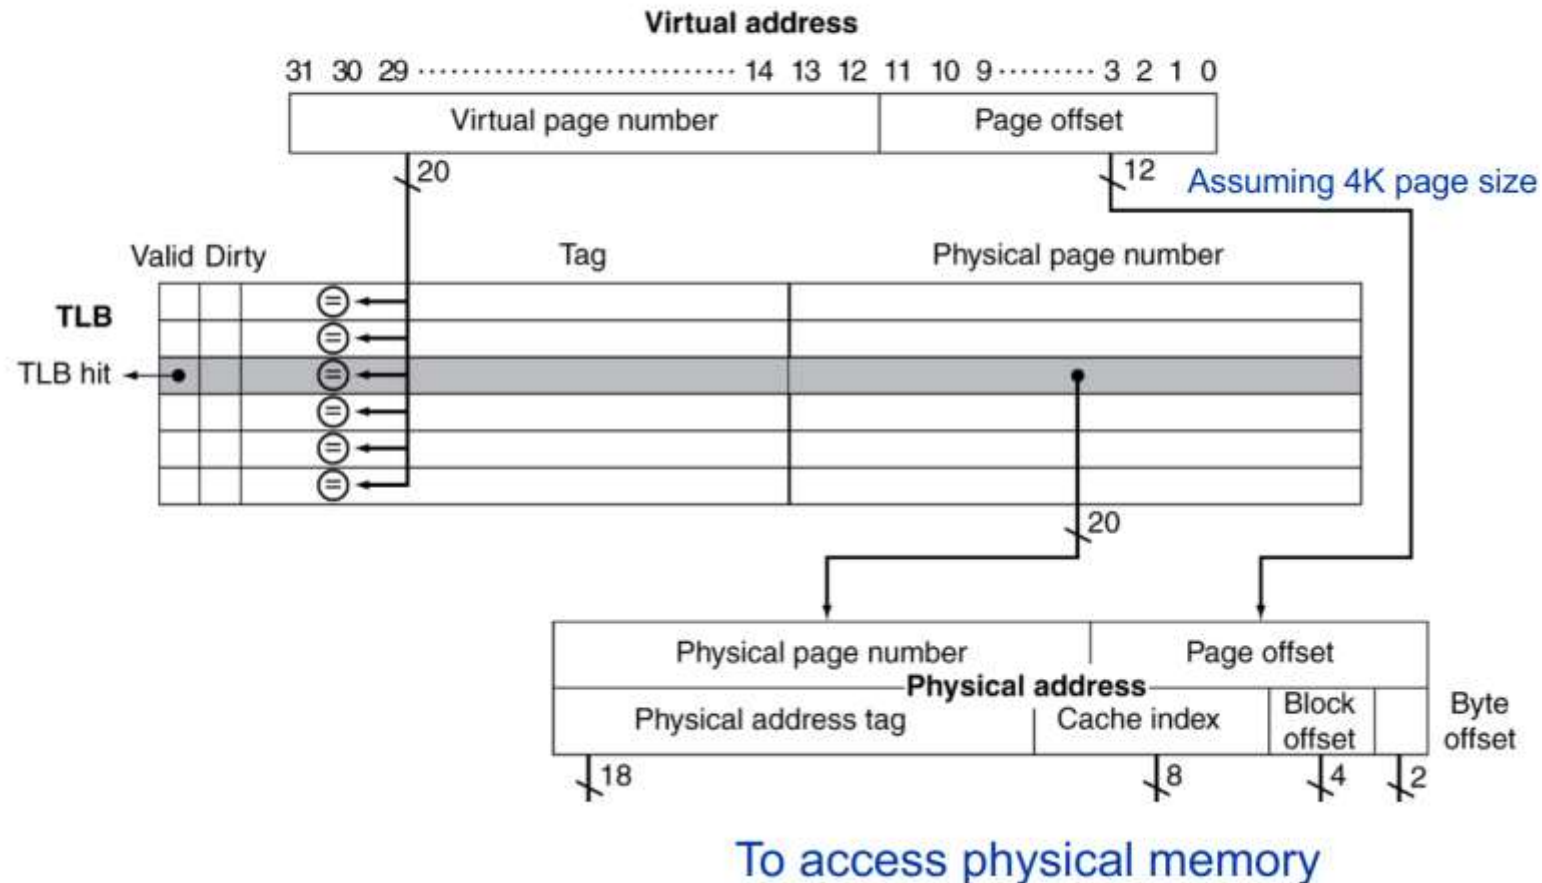 Virtual address
31 30 29 ································ 14 13 12 11 10 9 ········· 3 2 1 0
Virtual page number Page offset
20 12 Assuming 4K page size
Valid Dirty Tag Physical page number
TLB
=
=
TLB hit =
=
=
=
20
Physical page number Page offset
Physical address
Physical address tag Cache index Block offset Byte offset
18 8 4 2
To access physical memory